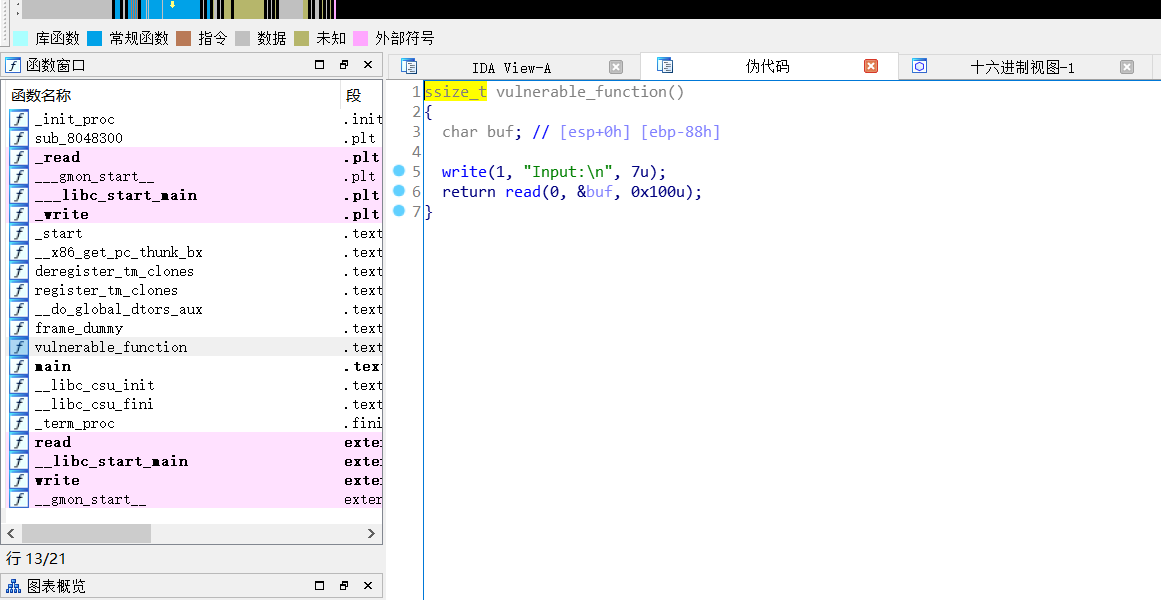 库函数 常规函数 指令 数据 未知 外部符号
函数窗口
函数名称 段
_init_proc .init
sub_8048300 .plt
_read .plt
___gmon_start__ .plt
___libc_start_main .plt
_write .plt
_start .text
__x86_get_pc_thunk_bx .text
deregister_tm_clones .text
register_tm_clones .text
__do_global_dtors_aux .text
frame_dummy .text
vulnerable_function .text
main .tex
__libc_csu_init .text
__libc_csu_fini .text
_term_proc .fini
read exte
__libc_start_main exte
write exte
__gmon_start__ exter
行 13/21
图表概览
IDA View-A 伪代码 十六进制视图-1
1 ssize_t vulnerable_function()
2 {
3 char buf; // [esp+0h] [ebp-88h]
4
5 write(1, "Input:\n", 7u);
6 return read(0, &buf, 0x100u);
7 }